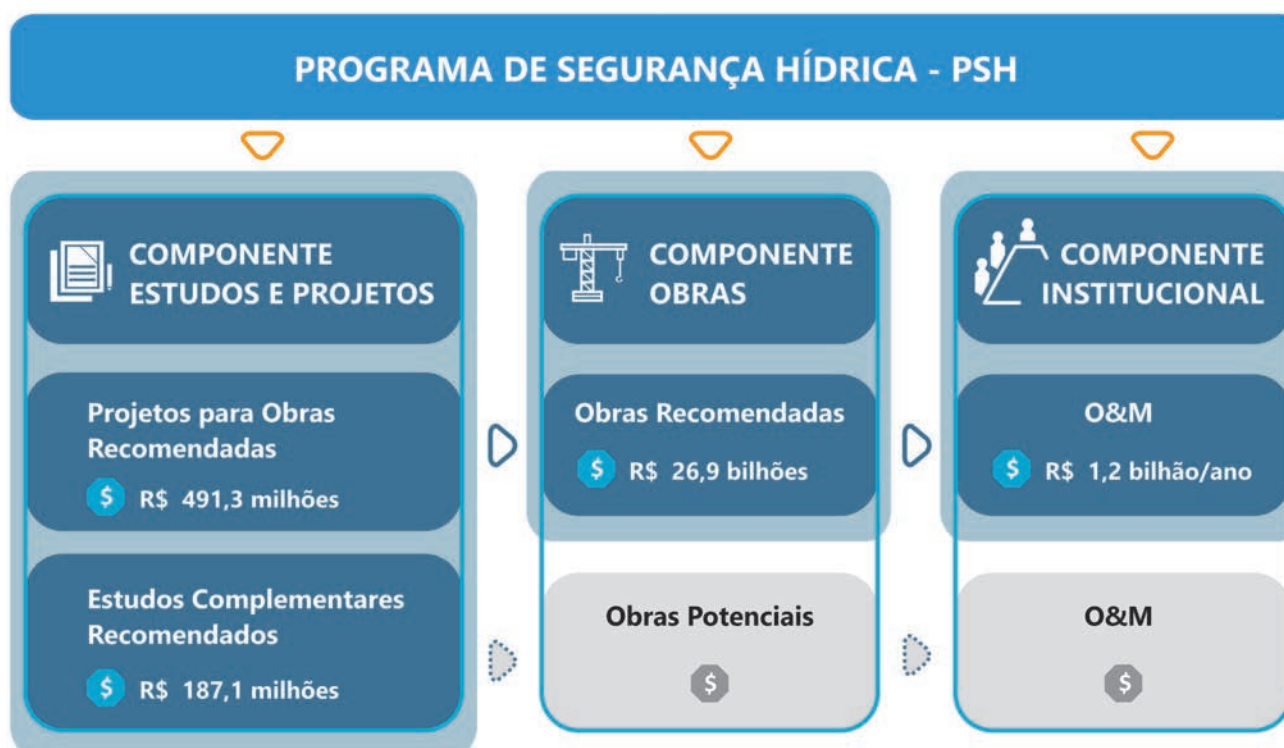 PROGRAMA DE SEGURANÇA HÍDRICA - PSH
COMPONENTE
ESTUDOS E PROJETOS
Projetos para Obras
Recomendadas
$ R$ 491,3 milhões
Estudos Complementares
Recomendados
$ R$ 187,1 milhões
COMPONENTE
OBRAS
Obras Recomendadas
$ R$ 26,9 bilhões
Obras Potenciais
$
COMPONENTE
INSTITUCIONAL
O&M
$ R$ 1,2 bilhão/ano
O&M
$